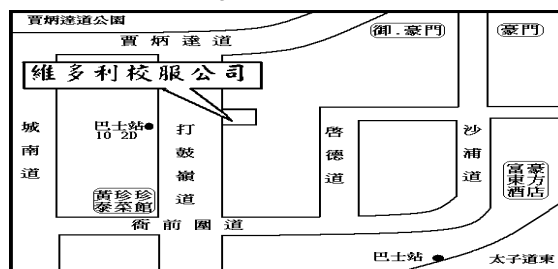 賈炳達道公園
賈炳達道
御.豪門
豪門
維多利校服公司
城南道
巴士站
10 2D
打鼓嶺道
啓德道
沙浦道
富豪
東方
酒店
黃珍珍
泰菜館
衙前圍道
巴士站
太子道東